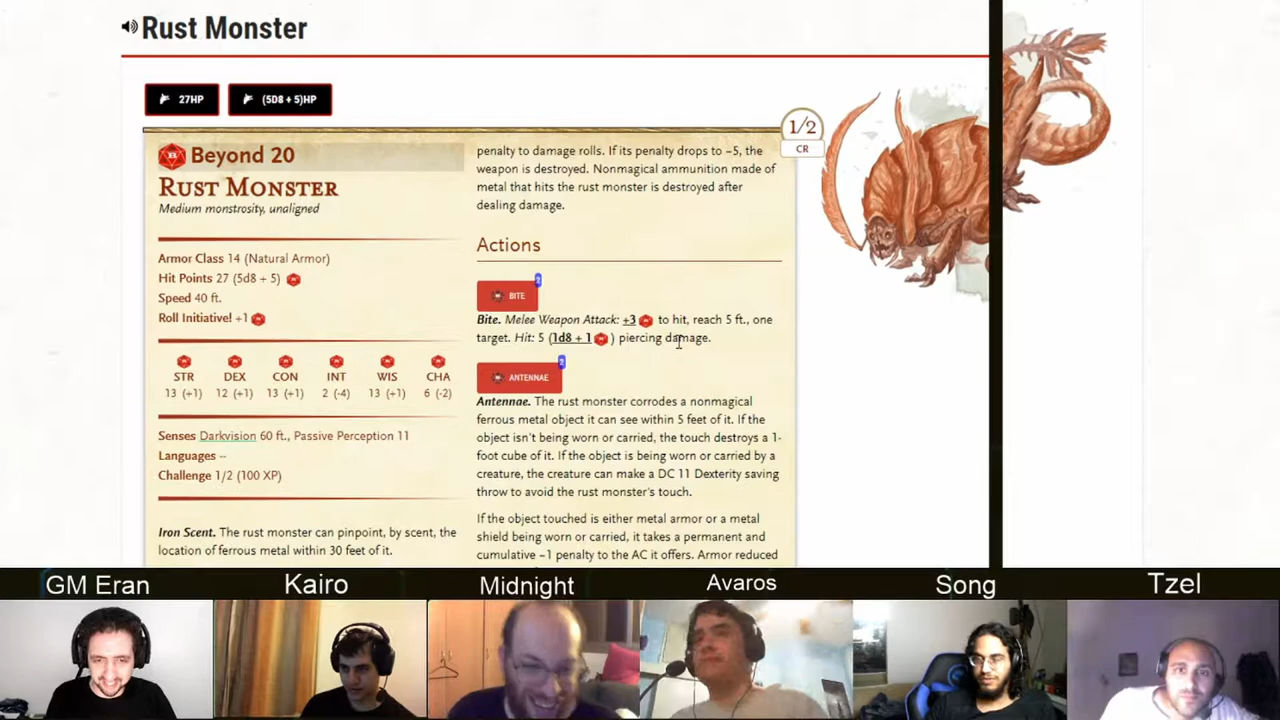 Rust Monster
27HP
(5D8 + 5)HP
1/2
CR
Beyond 20
RUST MONSTER
Medium monstrosity, unaligned
Armor Class 14 (Natural Armor)
Hit Points 27 (5d8 + 5)
Speed 40 ft.
Roll Initiative! +1
STR DEX CON INT WIS CHA
13 (+1) 12 (+1) 13 (+1) 2 (-4) 13 (+1) 6 (-2)
Senses Darkvision 60 ft., Passive Perception 11
Languages --
Challenge 1/2 (100 XP)
Iron Scent. The rust monster can pinpoint, by scent, the
location of ferrous metal within 30 feet of it.
penalty to damage rolls. If its penalty drops to −5, the
weapon is destroyed. Nonmagical ammunition made of
metal that hits the rust monster is destroyed after
dealing damage.
Actions
BITE
Bite. Melee Weapon Attack: +3 to hit, reach 5 ft., one
target. Hit: 5 (1d8 + 1 ) piercing damage.
ANTENNAE
Antennae. The rust monster corrodes a nonmagical
ferrous metal object it can see within 5 feet of it. If the
object isn't being worn or carried, the touch destroys a 1-
foot cube of it. If the object is being worn or carried by a
creature, the creature can make a DC 11 Dexterity saving
throw to avoid the rust monster's touch.
If the object touched is either metal armor or a metal
shield being worn or carried, it takes a permanent and
cumulative −1 penalty to the AC it offers. Armor reduced
GM Eran
Kairo
Midnight
Avaros
Song
Tzel